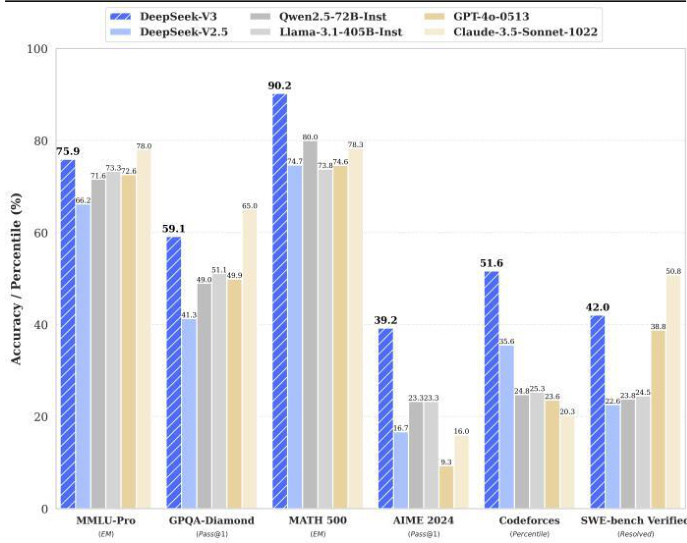 DeepSeek-V3 Qwen2.5-72B-Inst GPT-4o-0513
DeepSeek-V2.5 Llama-3.1-405B-Inst Claude-3.5-Sonnet-1022
Accuracy / Percentile (%)
100
80
60
40
20
0
75.9 66.2 71.6 73.3 72.6 78.0
59.1 41.3 49.0 51.1 49.9 65.0
90.2 74.7 80.0 73.8 74.6 78.3
39.2 16.7 23.3 23.3 9.3 16.0
51.6 35.6 24.8 25.3 23.6 20.3
42.0 22.6 23.8 24.5 38.8 50.8
MMLU-Pro GPQA-Diamond MATH 500 AIME 2024 Codeforces SWE-bench Verified
(EM) (Pass@1) (EM) (Pass@1) (Percentile) (Resolved)